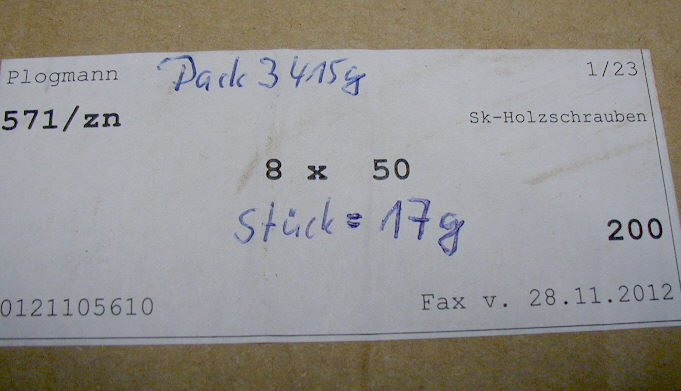 Plogmann Pack 3415g 1/23
571/zn Sk-Holzschrauben
8 x 50
Stück = 17g 200
0121105610 Fax v. 28.11.2012